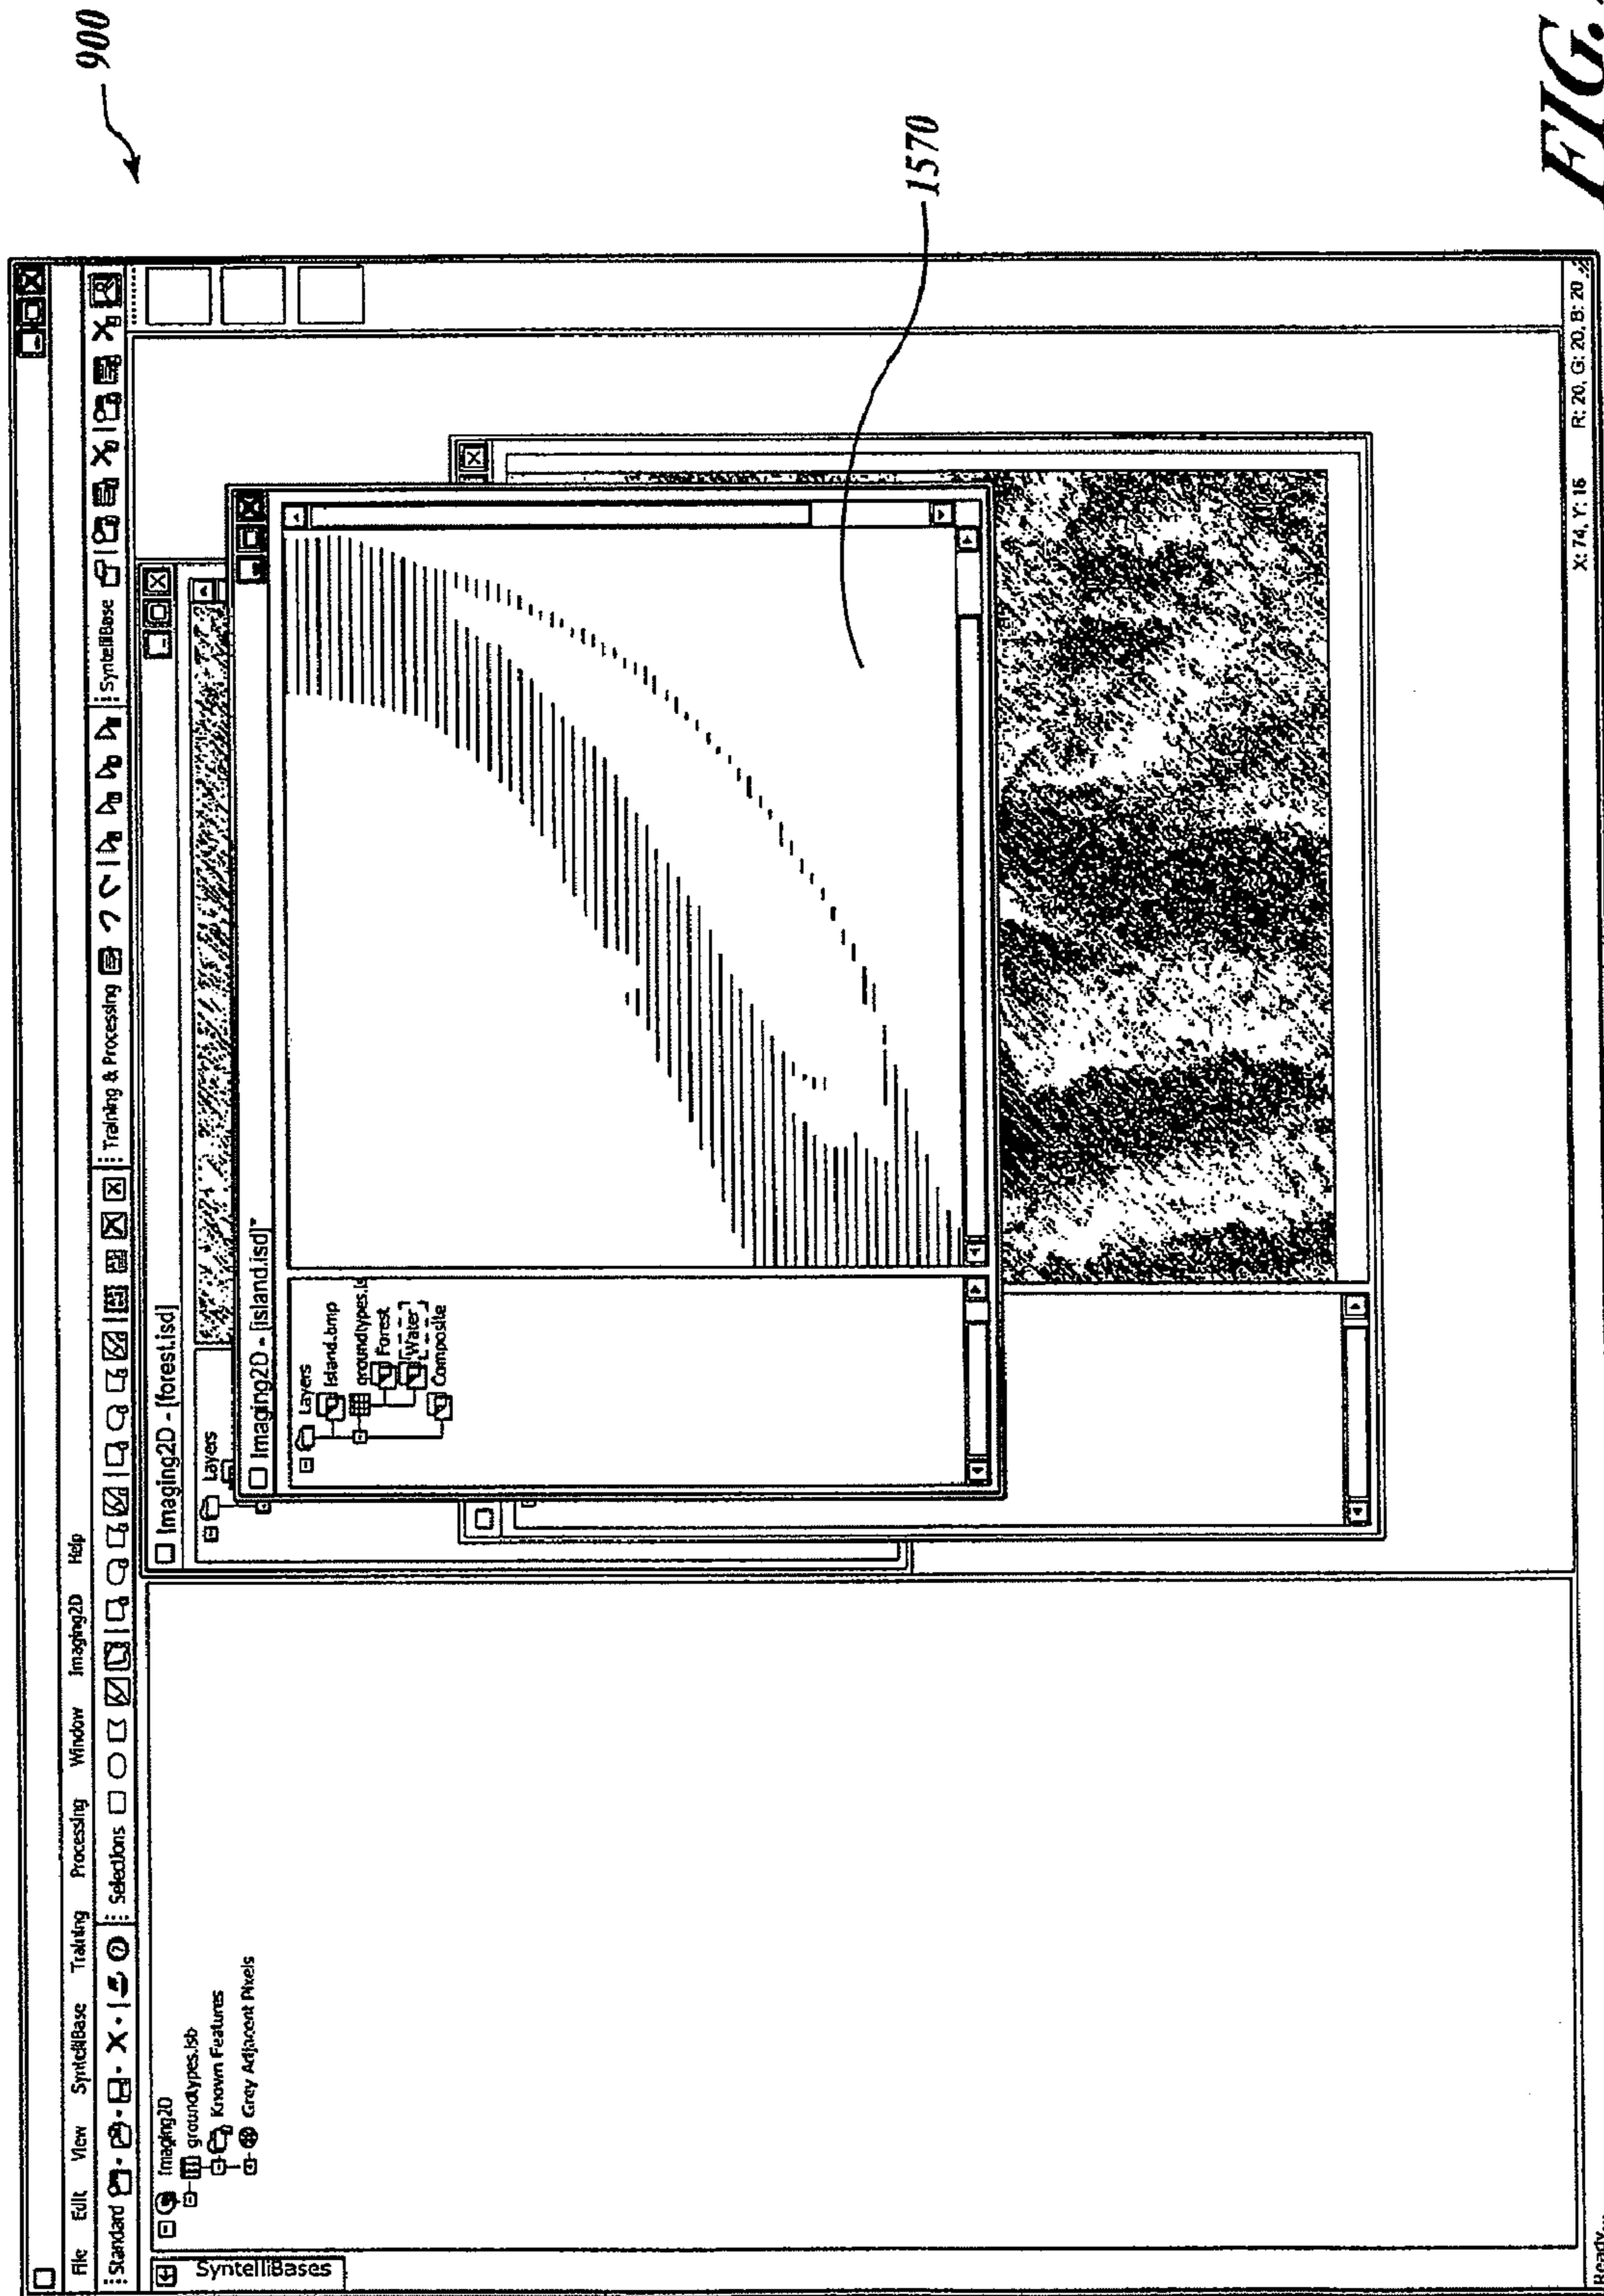 900
File Edit View SyntelliBase Training Processing Window Imaging2D Help
Standard Selections Training & Processing SyntelliBase
SyntelliBases
Imaging2D
groundtypes.isb
Known Features
Grey Adjacent Pixels
Imaging2D - [forest.isd]
Layers
Imaging2D - [island.isd]*
Layers
Island.bmp
groundtypes.is
Forest
Water
Composite
1570
Ready
X: 74, Y: 16 R: 20, G: 20, B: 20
FIG.